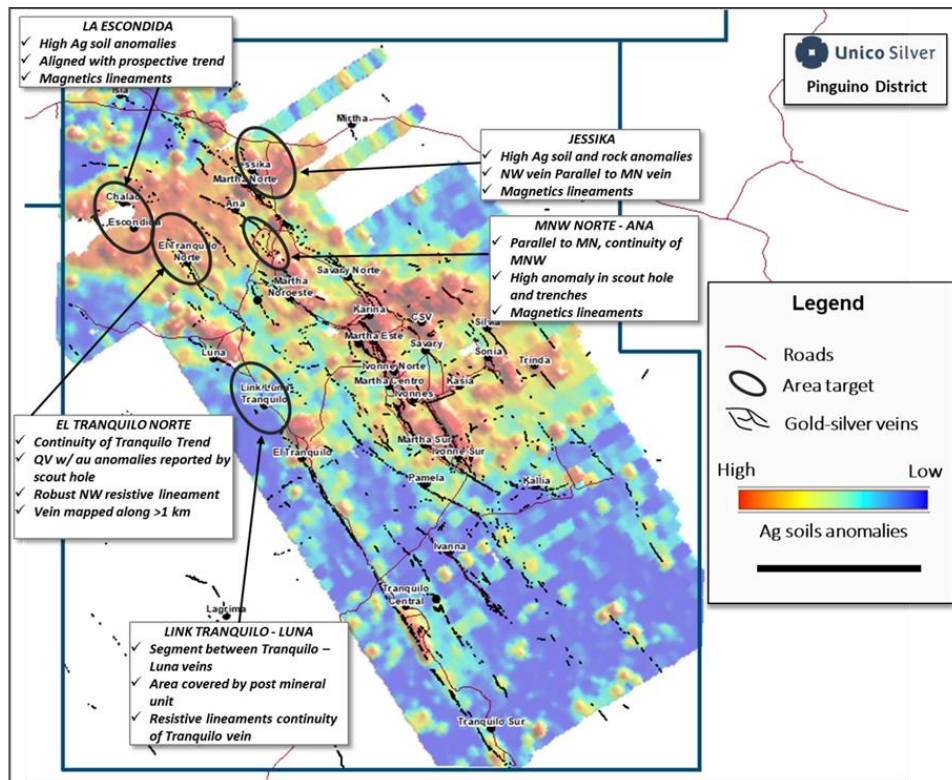 LA ESCONDIDA
✓ High Ag soil anomalies
✓ Aligned with prospective trend
✓ Magnetics lineaments
Unico Silver
Pinguino District
Isla
Mirtha
JESSIKA
✓ High Ag soil and rock anomalies
✓ NW vein Parallel to MN vein
✓ Magnetics lineaments
Jessika
Martha Norte
Chalao
Ana
Escondida
El Tranquilo
Norte
MNW NORTE - ANA
✓ Parallel to MN, continuity of
MNW
✓ High anomaly in scout hole
and trenches
✓ Magnetics lineaments
Savary Norte
Martha
Noroeste
Karina
CSV
Silvia
Martha Este
Savary
Luna
Sonia
Trinda
Ivonne Norte
Martha Centro
Kasia
Ivonnes
Link Luna
Tranquilo
Martha Sur
Ivonne Sur
El Tranquilo
Pamela
Kallia
Legend
Roads
Area target
Gold-silver veins
High
Low
Ag soils anomalies
EL TRANQUILO NORTE
✓ Continuity of Tranquilo Trend
✓ QV w/ au anomalies reported by
scout hole
✓ Robust NW resistive lineament
✓ Vein mapped along >1 km
Ivanna
Tranquilo
Central
Lagrima
LINK TRANQUILO - LUNA
✓ Segment between Tranquilo –
Luna veins
✓ Area covered by post mineral
unit
✓ Resistive lineaments continuity
of Tranquilo vein
Tranquilo Sur